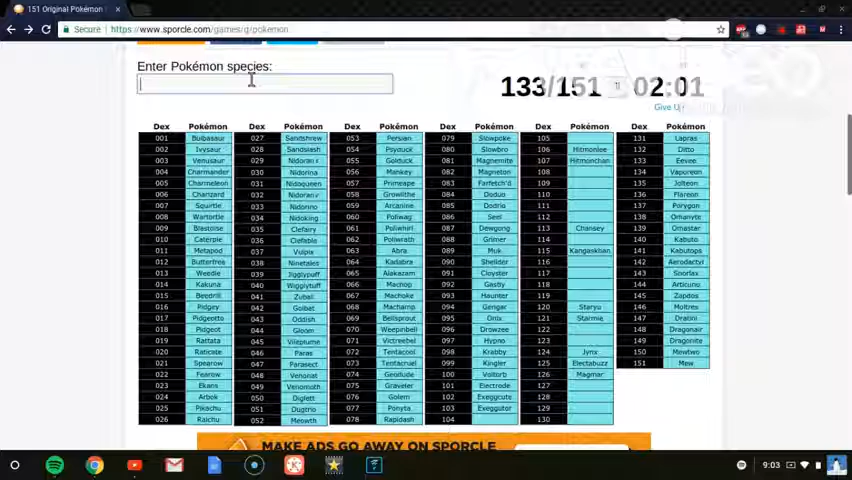 151 Original Pokémon ×
Secure https://www.sporcle.com/games/g/pokemon
Enter Pokémon species:
133/151 02:01
Give Up
Dex Pokémon Dex Pokémon Dex Pokémon Dex Pokémon Dex Pokémon Dex Pokémon
001 Bulbasaur 027 Sandshrew 053 Persian 079 Slowpoke 105 131 Lapras
002 Ivysaur 028 Sandslash 054 Psyduck 080 Slowbro 106 Hitmonlee 132 Ditto
003 Venusaur 029 Nidoran 055 Golduck 081 Magnemite 107 Hitmonchan 133 Eevee
004 Charmander 030 Nidorina 056 Mankey 082 Magneton 108 134 Vaporeon
005 Charmeleon 031 Nidoqueen 057 Primeape 083 Farfetch'd 109 135 Jolteon
006 Charizard 032 Nidoran 058 Growlithe 084 Doduo 110 136 Flareon
007 Squirtle 033 Nidorino 059 Arcanine 085 Dodrio 111 137 Porygon
008 Wartortle 034 Nidoking 060 Poliwag 086 Seel 112 138 Omanyte
009 Blastoise 035 Clefairy 061 Poliwhirl 087 Dewgong 113 Chansey 139 Omastar
010 Caterpie 036 Clefable 062 Poliwrath 088 Grimer 114 140 Kabuto
011 Metapod 037 Vulpix 063 Abra 089 Muk 115 Kangaskhan 141 Kabutops
012 Butterfree 038 Ninetales 064 Kadabra 090 Shellder 116 142 Aerodactyl
013 Weedle 039 Jigglypuff 065 Alakazam 091 Cloyster 117 143 Snorlax
014 Kakuna 040 Wigglytuff 066 Machop 092 Gastly 118 144 Articuno
015 Beedrill 041 Zubat 067 Machoke 093 Haunter 119 145 Zapdos
016 Pidgey 042 Golbat 068 Machamp 094 Gengar 120 Staryu 146 Moltres
017 Pidgeotto 043 Oddish 069 Bellsprout 095 Onix 121 Starmie 147 Dratini
018 Pidgeot 044 Gloom 070 Weepinbell 096 Drowzee 122 148 Dragonair
019 Rattata 045 Vileplume 071 Victreebel 097 Hypno 123 149 Dragonite
020 Raticate 046 Paras 072 Tentacool 098 Krabby 124 Jynx 150 Mewtwo
021 Spearow 047 Parasect 073 Tentacruel 099 Kingler 125 Electabuzz 151 Mew
022 Fearow 048 Venonat 074 Geodude 100 Voltorb 126 Magmar
023 Ekans 049 Venomoth 075 Graveler 101 Electrode 127
024 Arbok 050 Diglett 076 Golem 102 Exeggcute 128
025 Pikachu 051 Dugtrio 077 Ponyta 103 Exeggutor 129
026 Raichu 052 Meowth 078 Rapidash 104 130
MAKE ADS GO AWAY ON SPORCLE
9:03